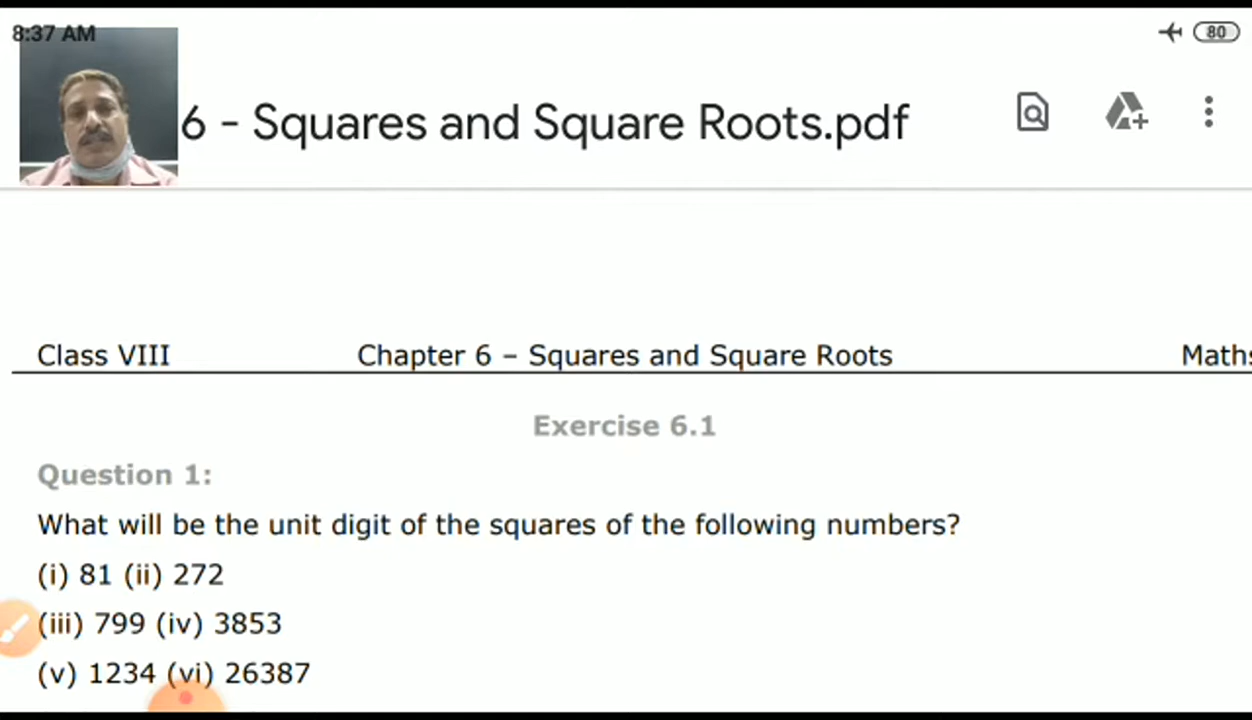 8:37 AM
80
6 - Squares and Square Roots.pdf
Class VIII Chapter 6 – Squares and Square Roots Maths
Exercise 6.1
Question 1:
What will be the unit digit of the squares of the following numbers?
(i) 81 (ii) 272
(iii) 799 (iv) 3853
(v) 1234 (vi) 26387